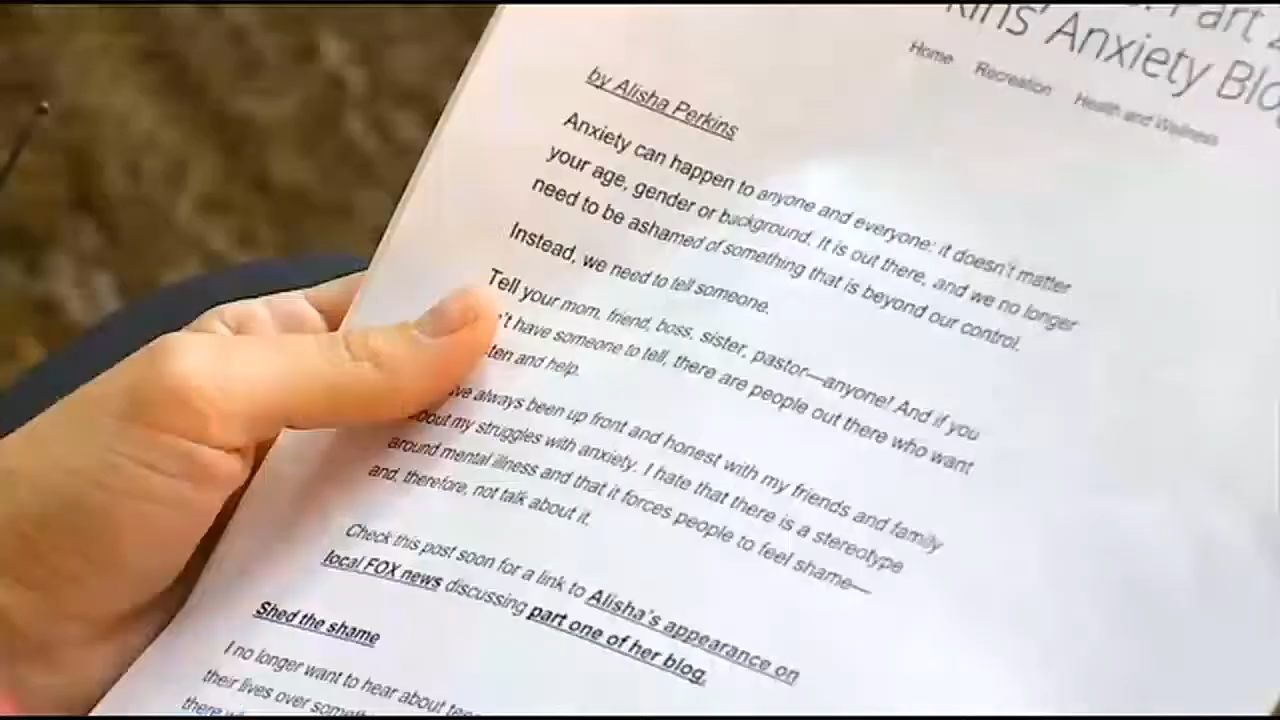 Part
Anxiety Blo
Home Recreation Health and Wellness
by Alisha Perkins
Anxiety can happen to anyone and everyone: it doesn't matter
your age, gender or background. It is out there, and we no longer
need to be ashamed of something that is beyond our control.
Instead, we need to tell someone.
Tell your mom. friend, boss, sister, pastor—anyone! And if you
't have someone to tell, there are people out there who want
ten and help.
ve always been up front and honest with my friends and family
about my struggles with anxiety. I hate that there is a stereotype
around mental illness and that it forces people to feel shame—
and, therefore, not talk about it.
Check this post soon for a link to Alisha's appearance on
local FOX news discussing part one of her blog.
Shed the shame
I no longer want to hear about
their lives over
there